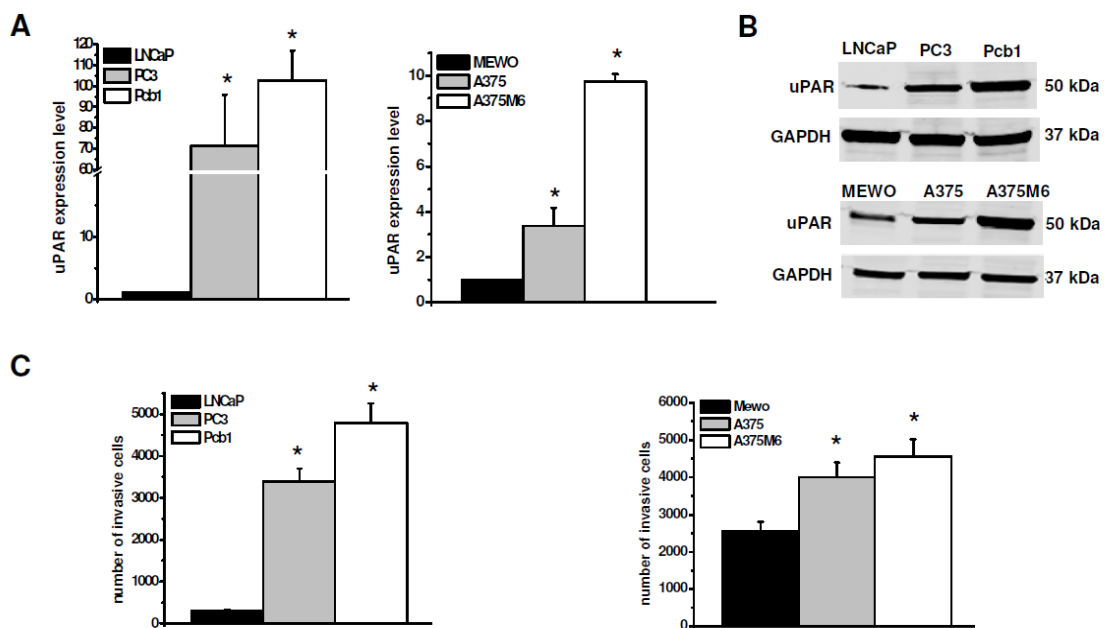 A
uPAR expression level
120
110
100
90
80
70
60
10
0
LNCaP
PC3
Pcb1
*
*
uPAR expression level
10
8
6
4
2
0
MEWO
A375
A375M6
*
*
B
LNCaP PC3 Pcb1
uPAR 50 kDa
GAPDH 37 kDa
MEWO A375 A375M6
uPAR 50 kDa
GAPDH 37 kDa
C
number of invasive cells
5000
4000
3000
2000
1000
0
LNCaP
PC3
Pcb1
*
*
number of invasive cells
6000
5000
4000
3000
2000
1000
0
Mewo
A375
A375M6
*
*